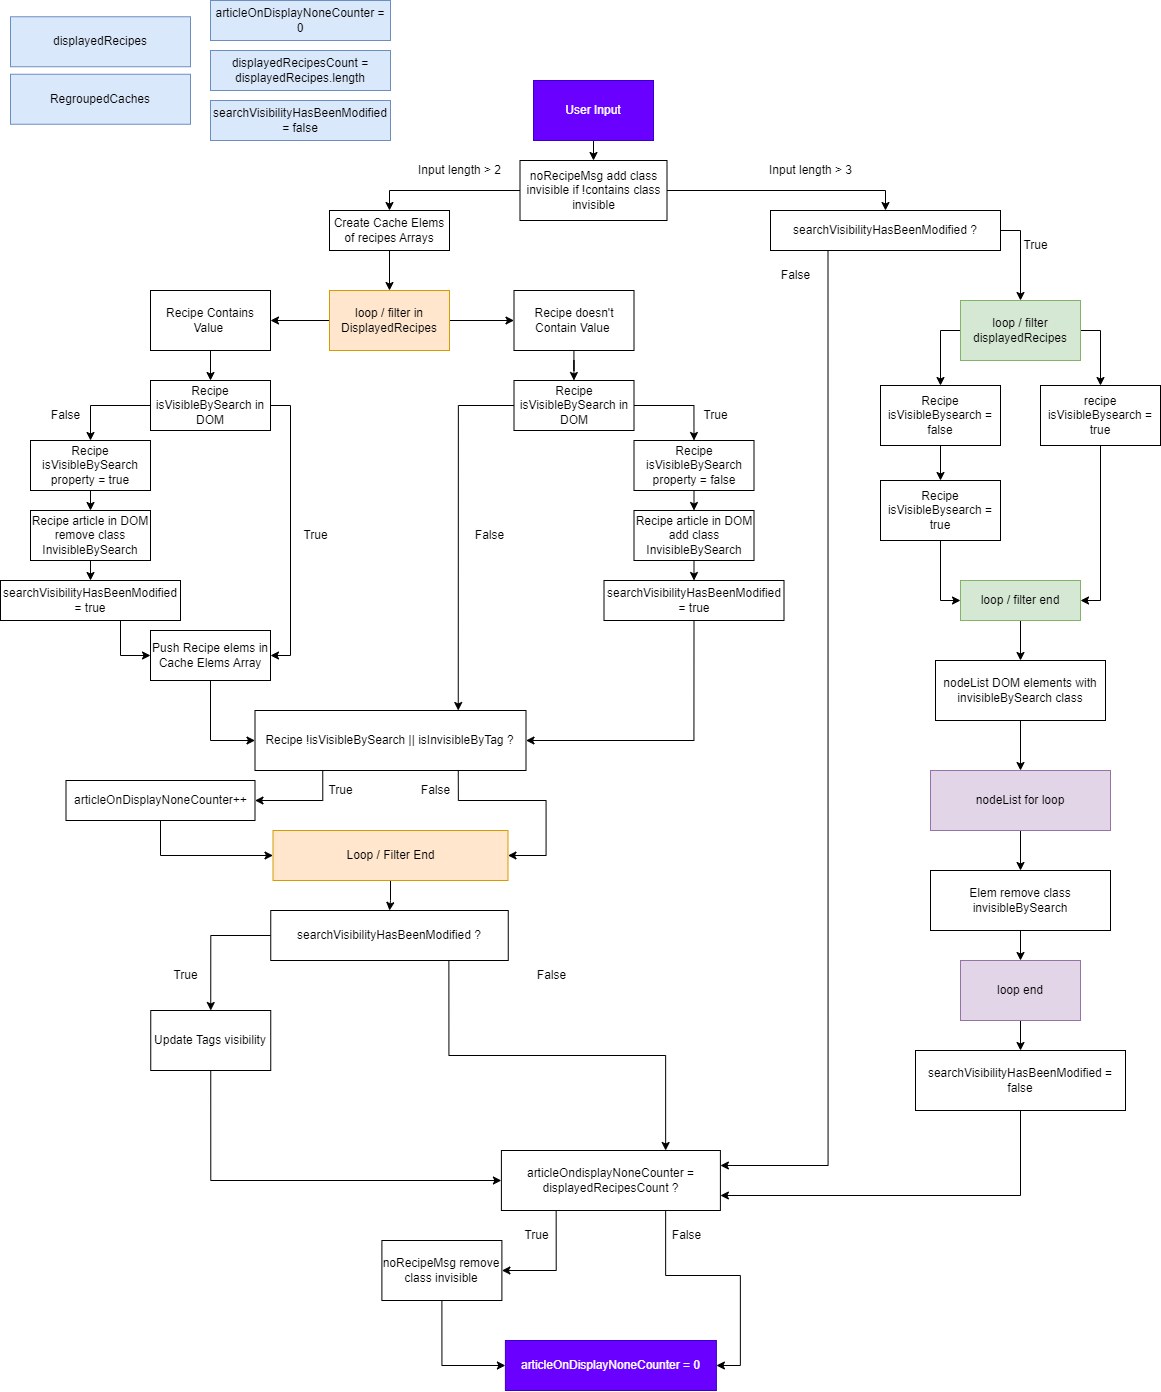 displayedRecipes
RegroupedCaches
articleOnDisplayNoneCounter =
0
displayedRecipesCount =
displayedRecipes.length
searchVisibilityHasBeenModified
= false
User Input
Input length > 2
noRecipeMsg add class
invisible if !contains class
invisible
Input length > 3
Create Cache Elems
of recipes Arrays
searchVisibilityHasBeenModified ?
True
False
Recipe Contains
Value
loop / filter in
DisplayedRecipes
Recipe doesn't
Contain Value
loop / filter
displayedRecipes
Recipe
isVisibleBySearch in
DOM
False
True
Recipe
isVisibleBySearch in
DOM
True
False
Recipe
isVisibleBysearch =
false
recipe
isVisibleBysearch =
true
Recipe
isVisibleBySearch
property = true
Recipe
isVisibleBySearch
property = false
Recipe
isVisibleBysearch =
true
Recipe article in DOM
remove class
InvisibleBySearch
Recipe article in DOM
add class
InvisibleBySearch
searchVisibilityHasBeenModified
= true
searchVisibilityHasBeenModified
= true
loop / filter end
Push Recipe elems in
Cache Elems Array
nodeList DOM elements with
invisibleBySearch class
Recipe !isVisibleBySearch || isInvisibleByTag ?
True
False
articleOnDisplayNoneCounter++
nodeList for loop
Loop / Filter End
Elem remove class
invisibleBySearch
searchVisibilityHasBeenModified ?
True
False
loop end
Update Tags visibility
searchVisibilityHasBeenModified =
false
articleOndisplayNoneCounter =
displayedRecipesCount ?
True
False
noRecipeMsg remove
class invisible
articleOnDisplayNoneCounter = 0